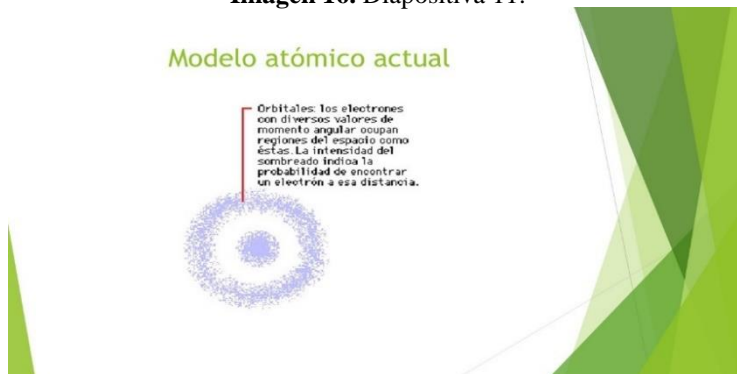 Imagen 16. Diapositiva 11.
Modelo atómico actual
Orbitales: los electrones
con diversos valores de
momento angular ocupan
regiones del espacio como
éstas. La intensidad del
sombreado indica la
probabilidad de encontrar
un electrón a esa distancia.